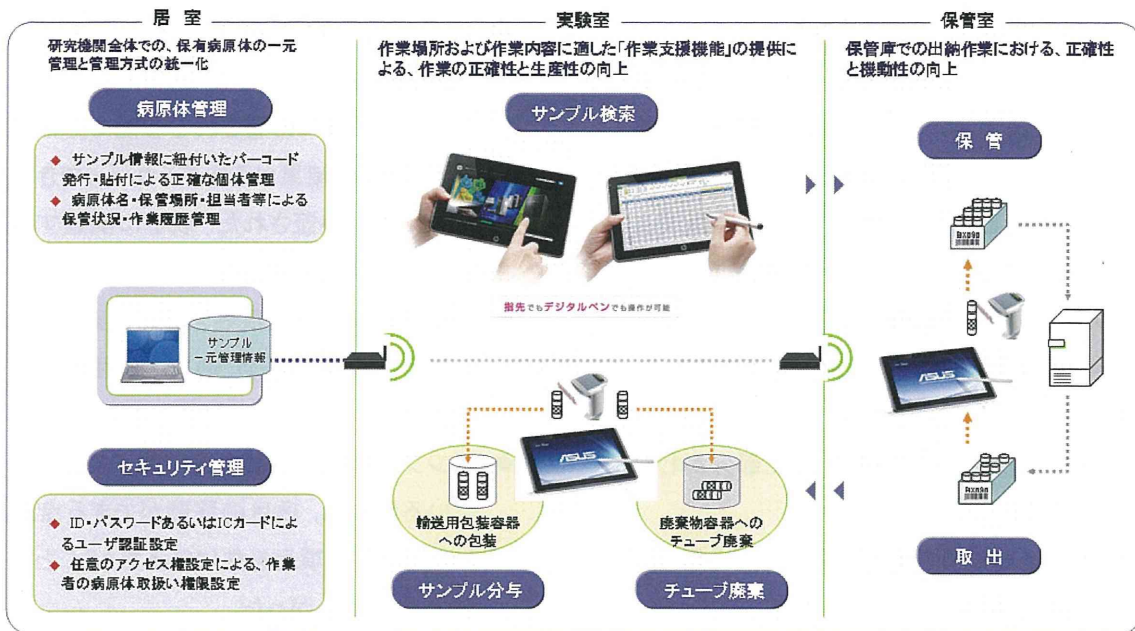 居 室
研究機関全体での、保有病原体の一元
管理と管理方式の統一化
病原体管理
◆ サンプル情報に紐付いたバーコード
発行・貼付による正確な個体管理
◆ 病原体名・保管場所・担当者等による
保管状況・作業履歴管理
サンプル
一元管理情報
セキュリティ管理
◆ ID・パスワードあるいはICカードによ
るユーザ認証設定
◆ 任意のアクセス権設定による、作業
者の病原体取扱い権限設定
実験室
作業場所および作業内容に適した「作業支援機能」の提供に
よる、作業の正確性と生産性の向上
サンプル検索
指先でもデジタルペンでも操作が可能
ASUS
輸送用包装容器
への包装
廃棄物容器への
チューブ廃棄
サンプル分与
チューブ廃棄
保管室
保管庫での出納作業における、正確性
と機動性の向上
保 管
ASUS
取 出